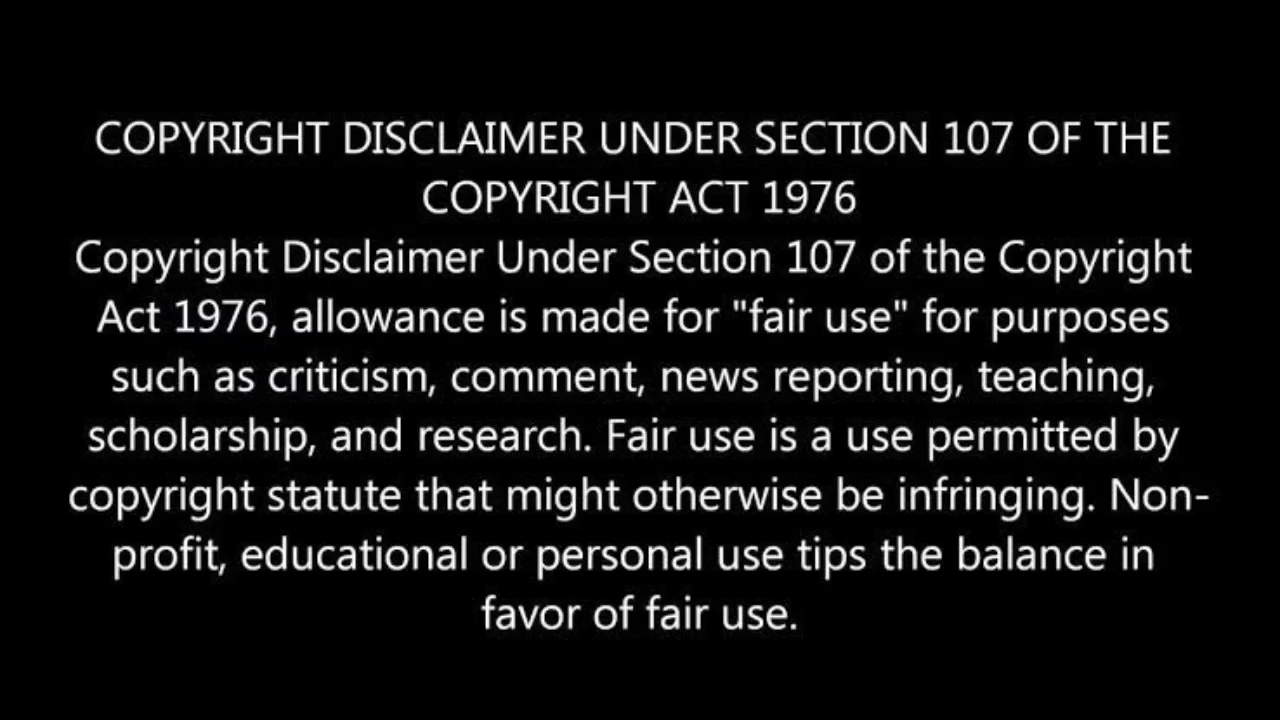 COPYRIGHT DISCLAIMER UNDER SECTION 107 OF THE
COPYRIGHT ACT 1976
Copyright Disclaimer Under Section 107 of the Copyright
Act 1976, allowance is made for "fair use" for purposes
such as criticism, comment, news reporting, teaching,
scholarship, and research. Fair use is a use permitted by
copyright statute that might otherwise be infringing. Non-
profit, educational or personal use tips the balance in
favor of fair use.